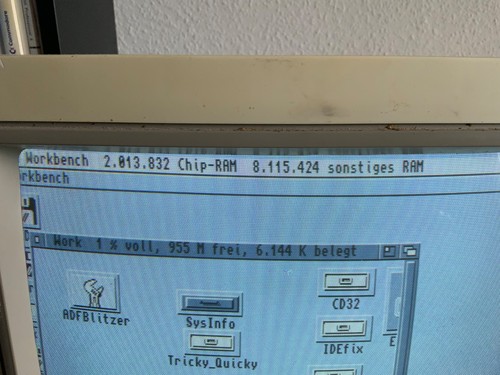 Workbench 2.013.832 Chip-RAM 8.115.424 sonstiges RAM
rkbench
Work 1 % voll, 955 M frei, 6.144 K belegt
ADFBlitzer
SysInfo
CD32
Tricky_Quicky
IDEfix
E